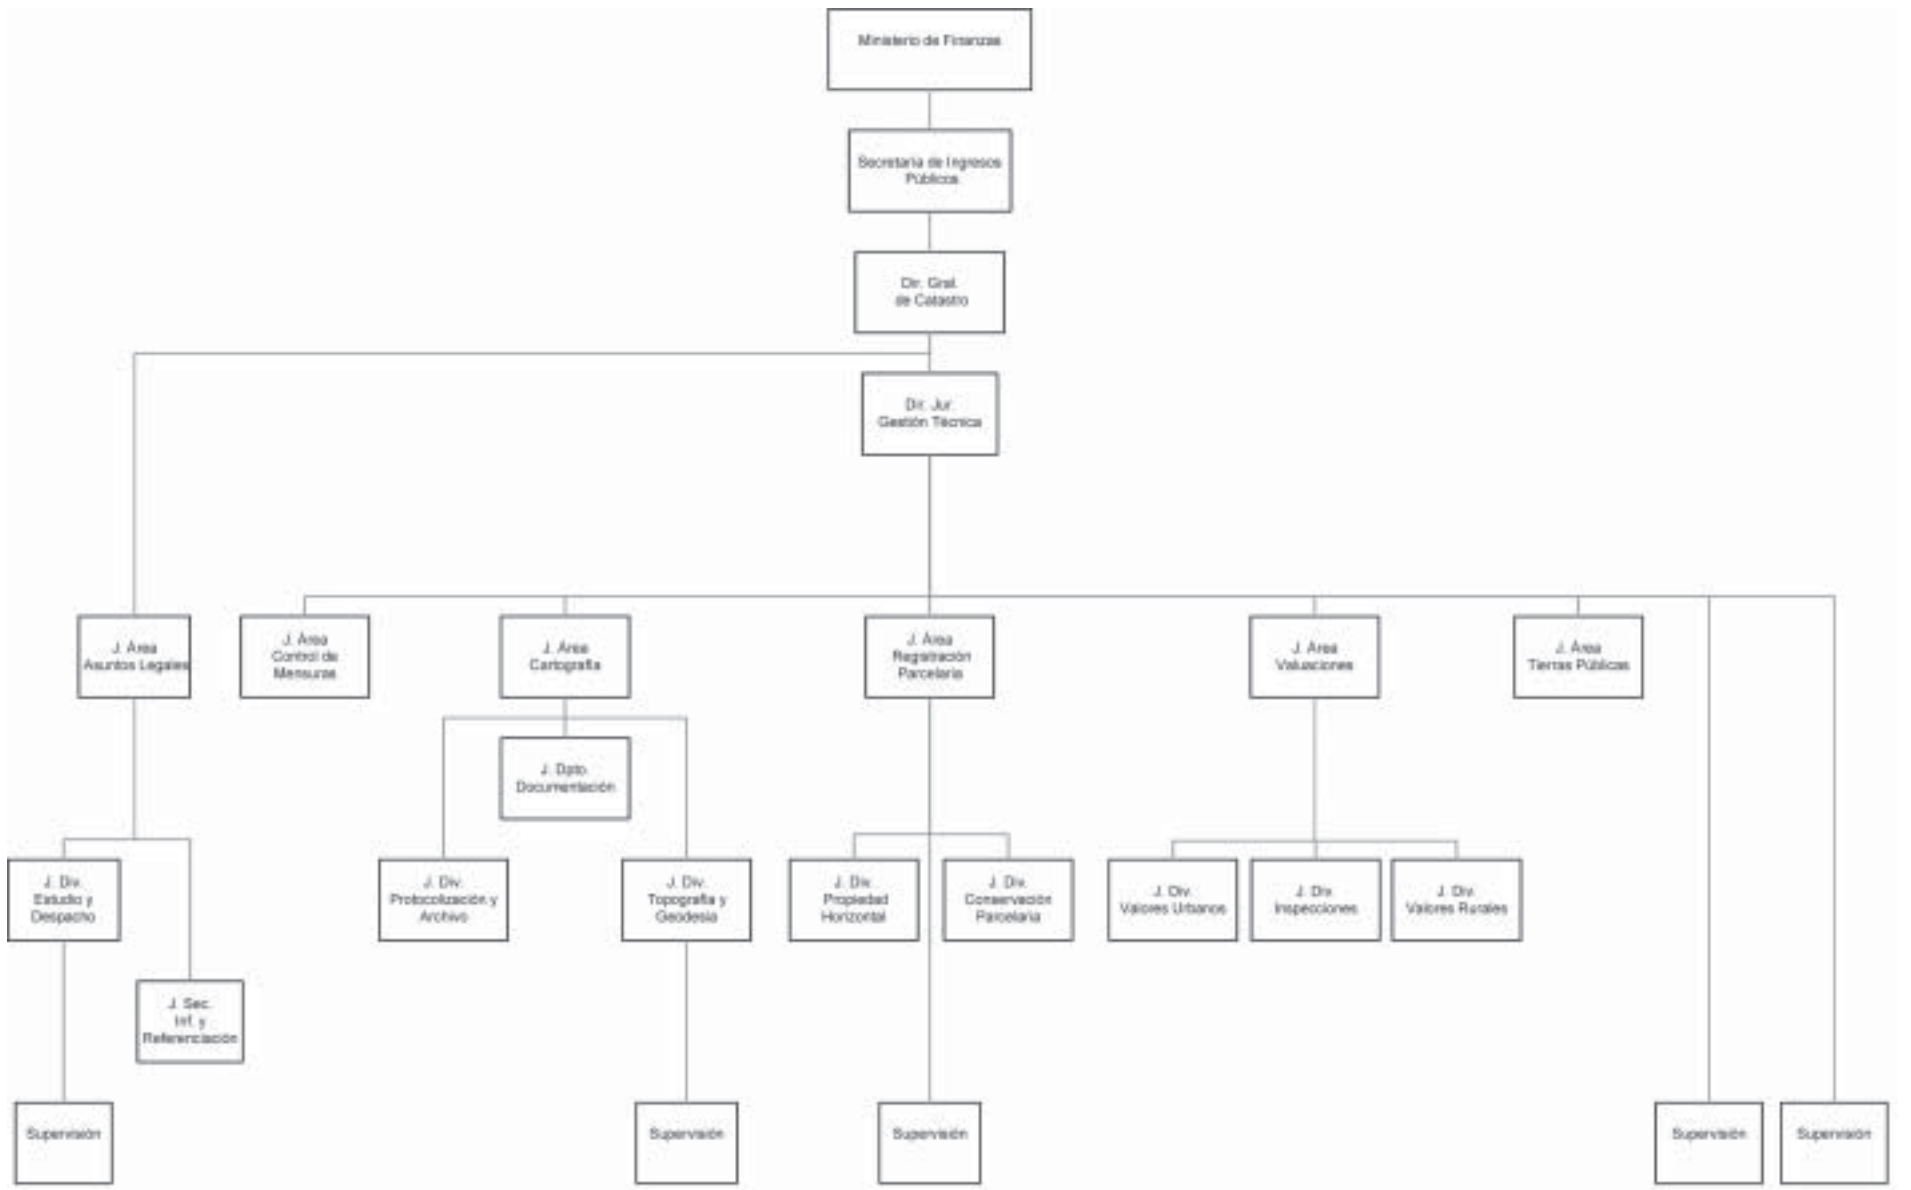 Ministerio de Finanzas
Secretaría de Ingresos
Públicos
Dir. Gral.
de Catastro
Dir. Jur.
Gestión Técnica
J. Área
Asuntos Legales
J. Área
Control de
Mensuras
J. Área
Cartografía
J. Área
Registración
Parcelaria
J. Área
Valuaciones
J. Área
Tierras Públicas
J. Dpto.
Documentación
J. Div.
Estudio y
Despacho
J. Div.
Protocolización y
Archivo
J. Div.
Topografía y
Geodesia
J. Div.
Propiedad
Horizontal
J. Div.
Conservación
Parcelaria
J. Div.
Valores Urbanos
J. Div.
Inspecciones
J. Div.
Valores Rurales
J. Sec.
Inf. y
Referenciación
Supervisión
Supervisión
Supervisión
Supervisión
Supervisión